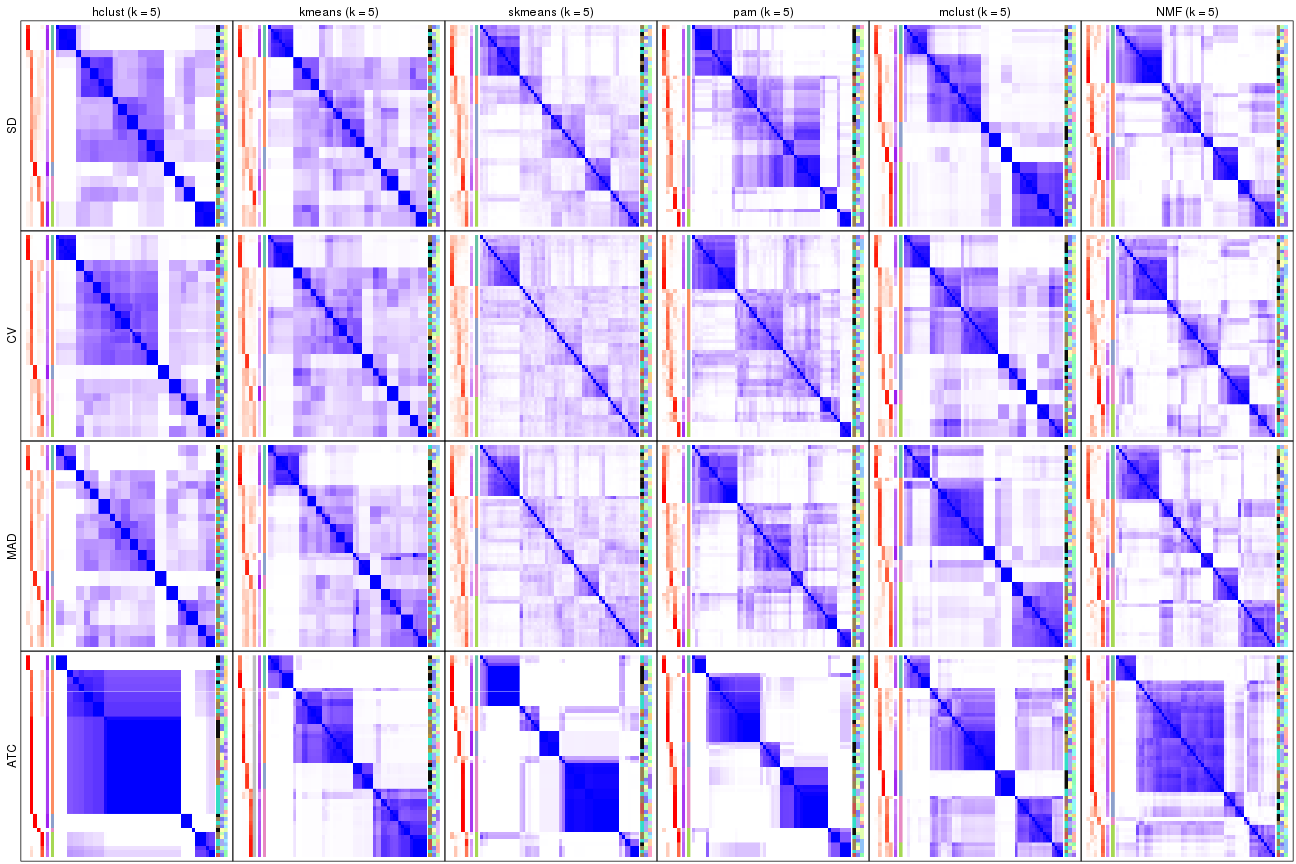 hclust (k = 5) kmeans (k = 5) skmeans (k = 5) pam (k = 5) mclust (k = 5) NMF (k = 5)
SD
CV
MAD
ATC